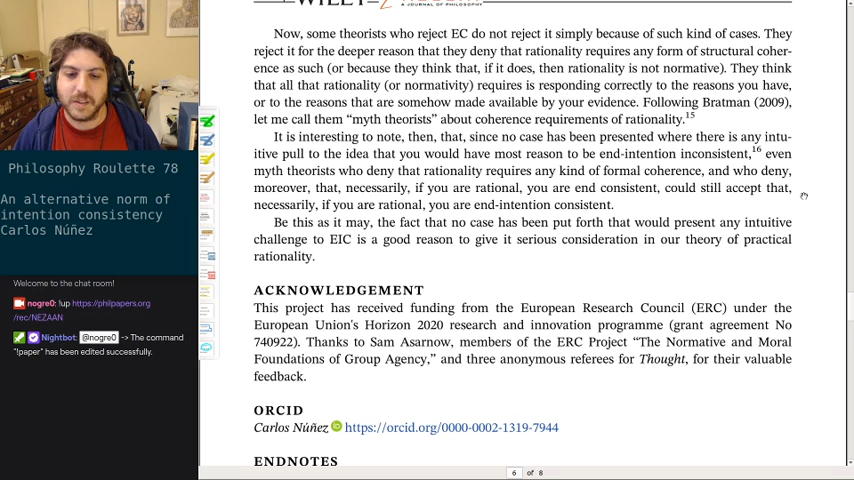 WILEY
A JOURNAL OF PHILOSOPHY
Now, some theorists who reject EC do not reject it simply because of such kind of cases. They
reject it for the deeper reason that they deny that rationality requires any form of structural coher-
ence as such (or because they think that, if it does, then rationality is not normative). They think
that all that rationality (or normativity) requires is responding correctly to the reasons you have,
or to the reasons that are somehow made available by your evidence. Following Bratman (2009),
let me call them “myth theorists” about coherence requirements of rationality.15
It is interesting to note, then, that, since no case has been presented where there is any intu-
itive pull to the idea that you would have most reason to be end-intention inconsistent,16 even
myth theorists who deny that rationality requires any kind of formal coherence, and who deny,
moreover, that, necessarily, if you are rational, you are end consistent, could still accept that,
necessarily, if you are rational, you are end-intention consistent.
Be this as it may, the fact that no case has been put forth that would present any intuitive
challenge to EIC is a good reason to give it serious consideration in our theory of practical
rationality.
ACKNOWLEDGEMENT
This project has received funding from the European Research Council (ERC) under the
European Union's Horizon 2020 research and innovation programme (grant agreement No
740922). Thanks to Sam Asarnow, members of the ERC Project “The Normative and Moral
Foundations of Group Agency,” and three anonymous referees for Thought, for their valuable
feedback.
ORCID
Carlos Núñez iD https://orcid.org/0000-0002-1319-7944
ENDNOTES
6 of 8
Philosophy Roulette 78
An alternative norm of
intention consistency
Carlos Núñez
Welcome to the chat room!
nogre0: !up https://philpapers.org
/rec/NEZAAN
Nightbot: @nogre0 -> The command
"!paper" has been edited successfully.